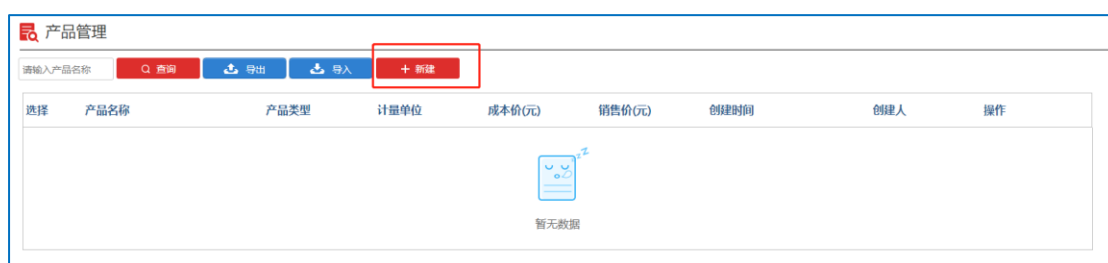 产品管理
请输入产品名称 查询 导出 导入 + 新建
选择 产品名称 产品类型 计量单位 成本价(元) 销售价(元) 创建时间 创建人 操作
zzz
暂无数据